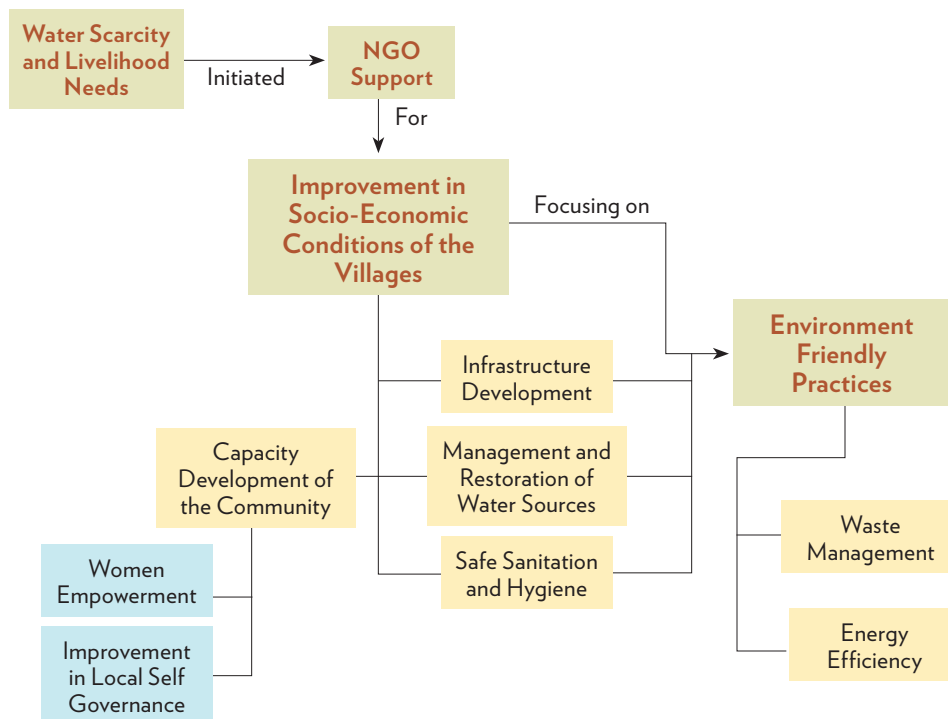 Water Scarcity
and Livelihood
Needs
Initiated
NGO
Support
For
Improvement in
Socio-Economic
Conditions of the
Villages
Focusing on
Environment
Friendly
Practices
Infrastructure
Development
Capacity
Development of
the Community
Management and
Restoration of
Water Sources
Safe Sanitation
and Hygiene
Women
Empowerment
Improvement
in Local Self
Governance
Waste
Management
Energy
Efficiency